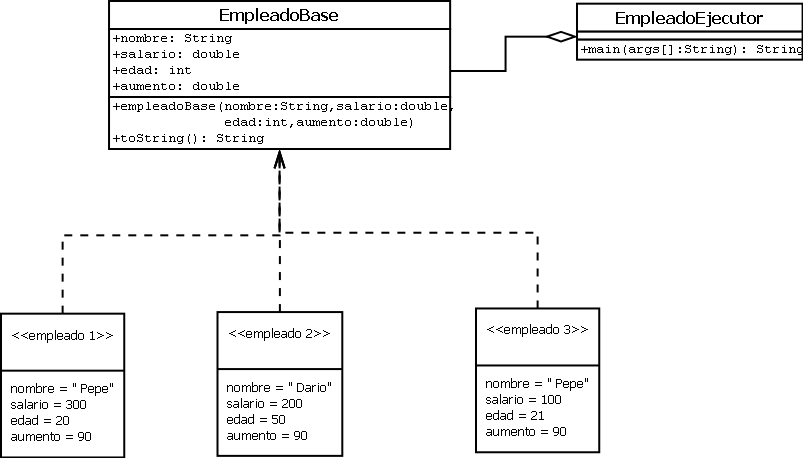 EmpleadoBase
+nombre: String
+salario: double
+edad: int
+aumento: double
+empleadoBase(nombre:String,salario:double,
edad:int,aumento:double)
+toString(): String
EmpleadoEjecutor
+main(args[]:String): String
<<empleado 1>>
nombre = "Pepe"
salario = 300
edad = 20
aumento = 90
<<empleado 2>>
nombre = "Dario"
salario = 200
edad = 50
aumento = 90
<<empleado 3>>
nombre = "Pepe"
salario = 100
edad = 21
aumento = 90